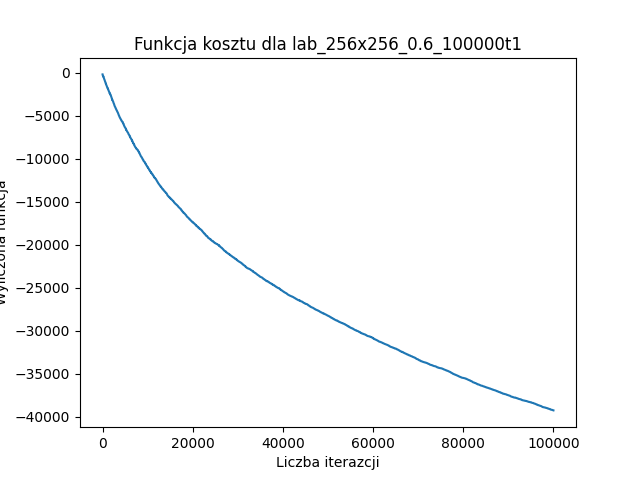 Funkcja kosztu dla lab_256x256_0.6_100000t1
0
−5000
−10000
−15000
−20000
−25000
−30000
−35000
−40000
Wyliczona funkcja
0 20000 40000 60000 80000 100000
Liczba iterazcji